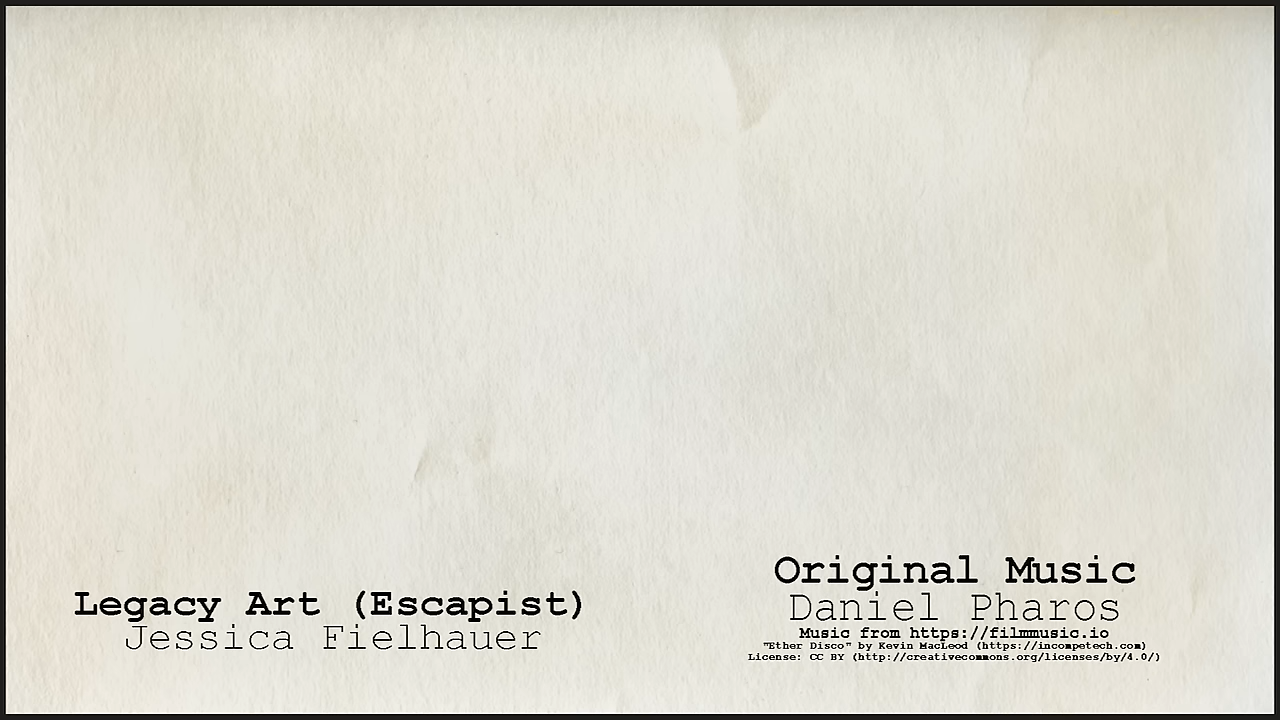 Legacy Art (Escapist)
Jessica Fielhauer
Original Music
Daniel Pharos
Music from https://filmmusic.io
"Ether Disco" by Kevin MacLeod (https://incompetech.com)
License: CC BY (http://creativecommons.org/licenses/by/4.0/)